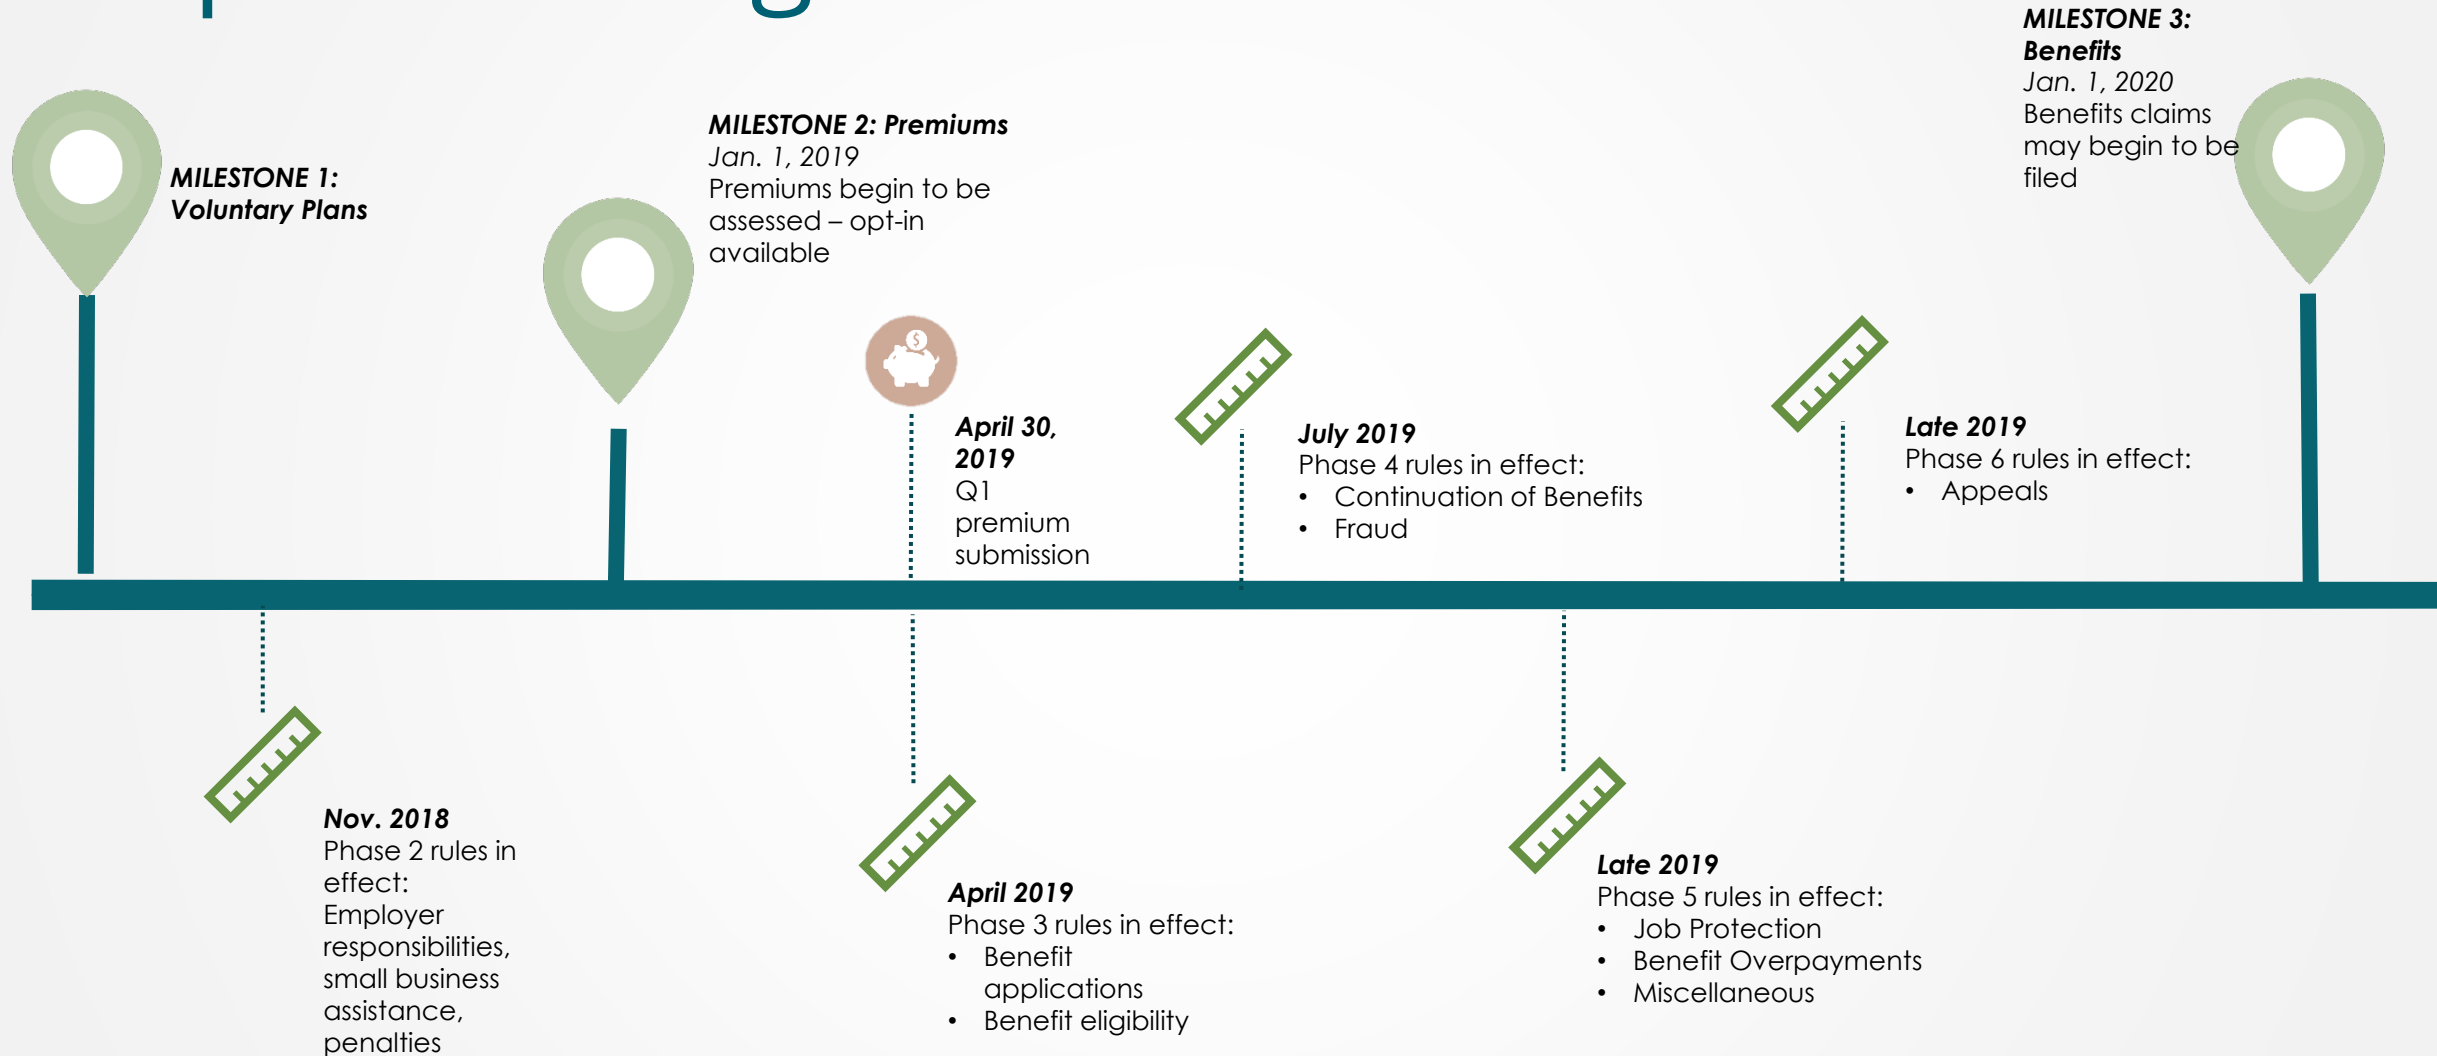 MILESTONE 1:
Voluntary Plans
MILESTONE 2: Premiums
Jan. 1, 2019
Premiums begin to be
assessed – opt-in
available
MILESTONE 3:
Benefits
Jan. 1, 2020
Benefits claims
may begin to be
filed
April 30,
2019
Q1
premium
submission
July 2019
Phase 4 rules in effect:
• Continuation of Benefits
• Fraud
Late 2019
Phase 6 rules in effect:
• Appeals
Nov. 2018
Phase 2 rules in
effect:
Employer
responsibilities,
small business
assistance,
penalties
April 2019
Phase 3 rules in effect:
• Benefit
applications
• Benefit eligibility
Late 2019
Phase 5 rules in effect:
• Job Protection
• Benefit Overpayments
• Miscellaneous